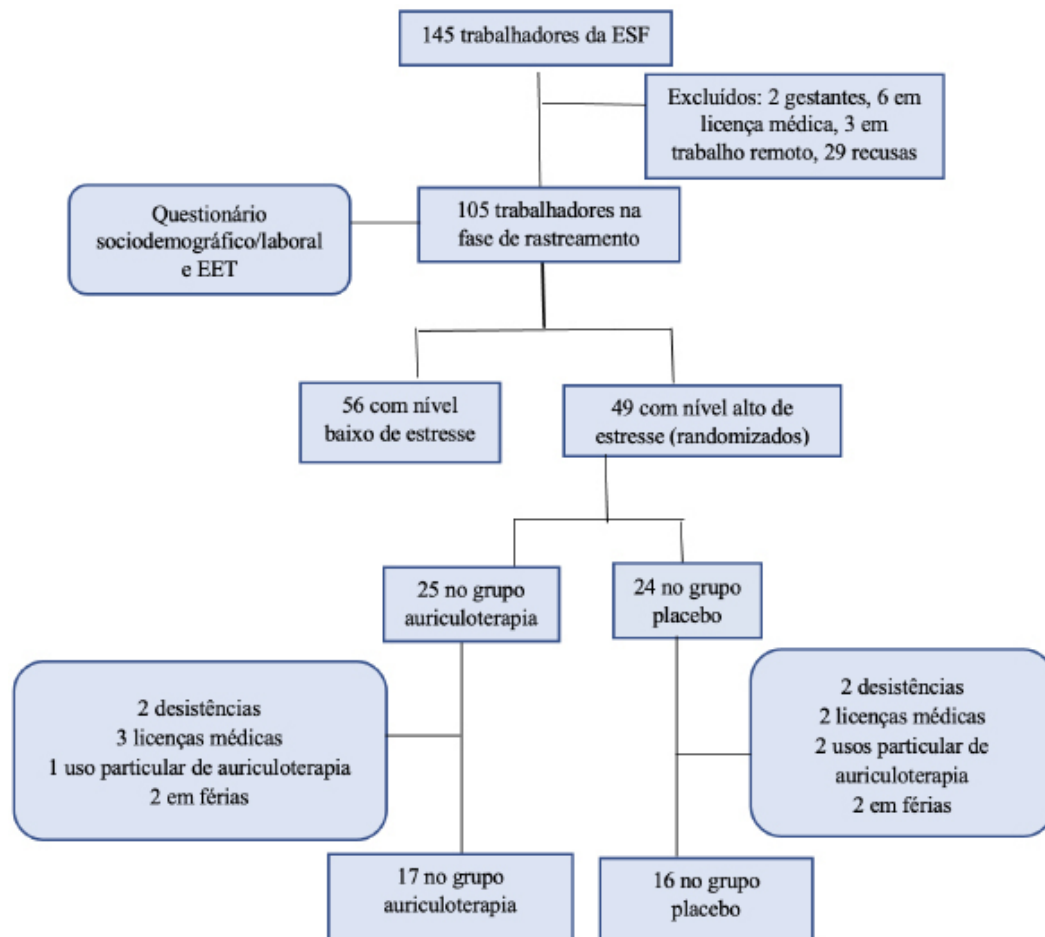 145 trabalhadores da ESF
Excluídos: 2 gestantes, 6 em
licença médica, 3 em
trabalho remoto, 29 recusas
Questionário
sociodemográfico/laboral
e EET
105 trabalhadores na
fase de rastreamento
56 com nível
baixo de estresse
49 com nível alto de
estresse (randomizados)
25 no grupo
auriculoterapia
24 no grupo
placebo
2 desistências
3 licenças médicas
1 uso particular de auriculoterapia
2 em férias
2 desistências
2 licenças médicas
2 usos particular de
auriculoterapia
2 em férias
17 no grupo
auriculoterapia
16 no grupo
placebo